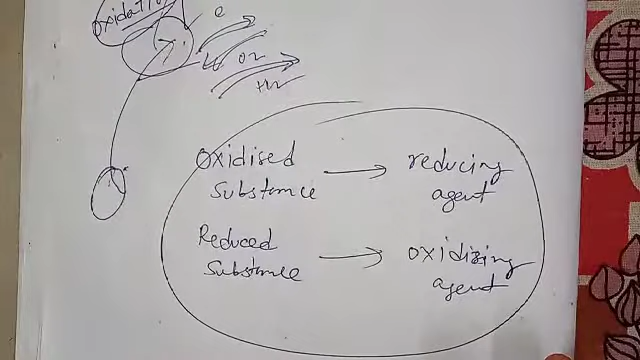 oxidation
e
or
Oxidised → reducing
Substance agent
Reduced → oxidizing
Substance agent